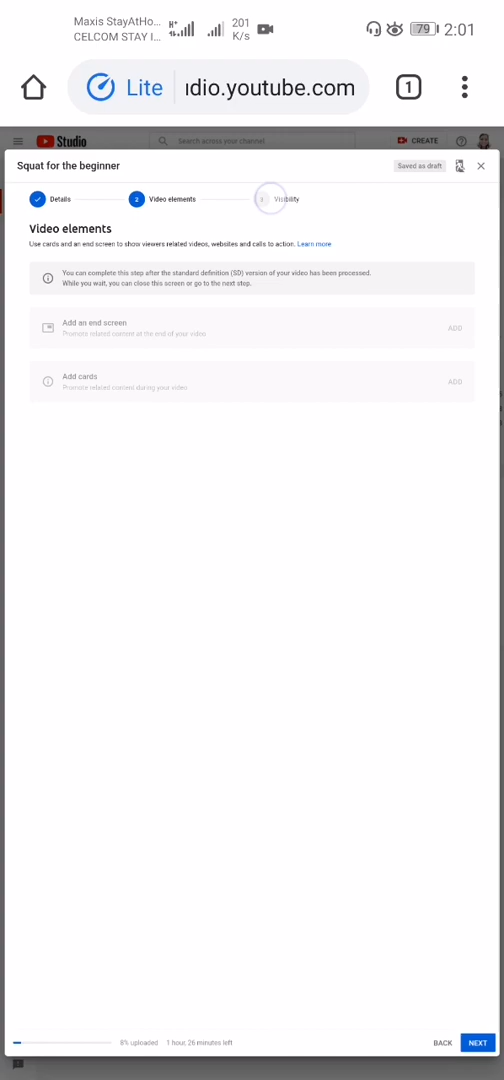 Maxis StayAtHo...
CELCOM STAY I...
H+
201
K/s
79
2:01
Lite
idio.youtube.com
1
Studio
Search across your channel
CREATE
Squat for the beginner
Saved as draft
Details
2
Video elements
Visibility
Video elements
Use cards and an end screen to show viewers related videos, websites and calls to action. Learn more
You can complete this step after the standard definition (SD) version of your video has been processed.
While you wait, you can close this screen or go to the next step.
Add an end screen
Promote related content at the end of your video
ADD
Add cards
Promote related content during your video
ADD
8% uploaded
1 hour, 26 minutes left
BACK
NEXT